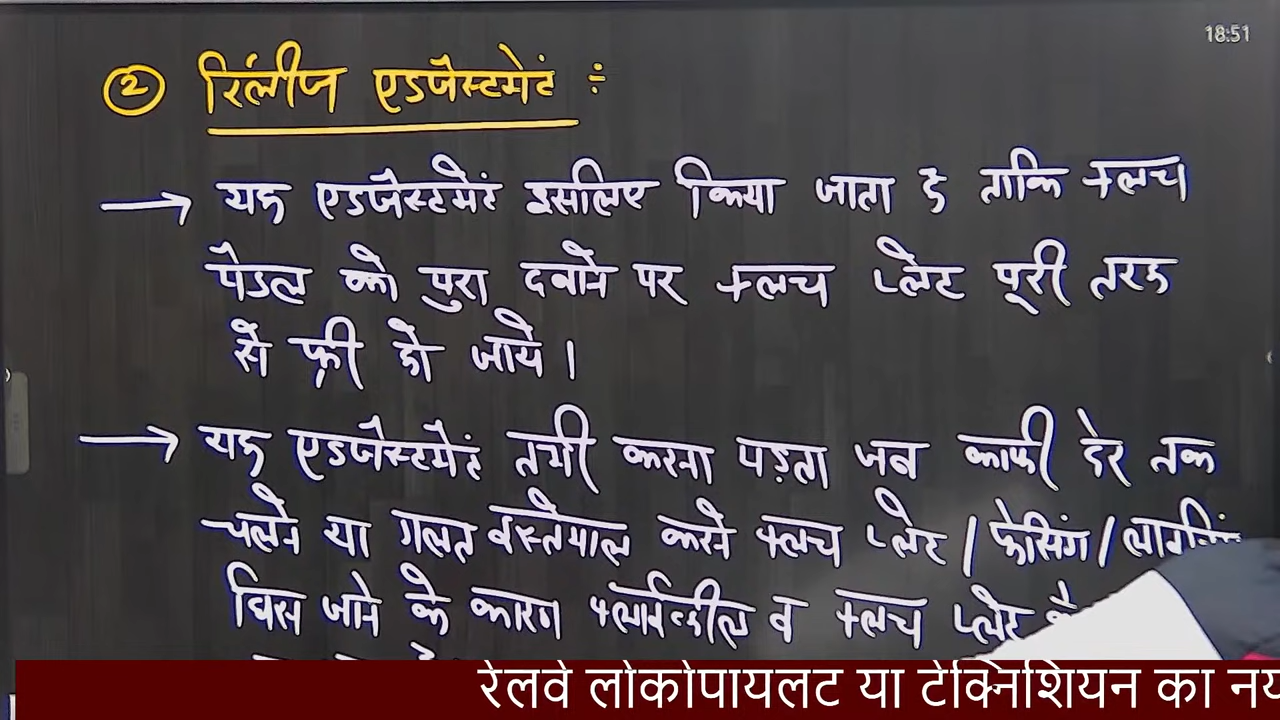 18:51
② रिलीज एडजेस्टमेंट ÷
→ यह एडजेस्टमेंट इसलिए किया जाता है ताकि क्लच
पेडल को पुरा दबाने पर क्लच प्लेट पूरी तरह
से फ्री हो जाये।
→ यह एडजेस्टमेंट तभी करना पड़ता जब काफी देर तक
चलने या गलत इस्तेमाल करने क्लच प्लेट / फेसिंग / लाइनिंग
घिस जाने के कारण फ्लाईव्हील व क्लच प्लेट
रेलवे लोकोपायलट या टेक्निशियन का नय